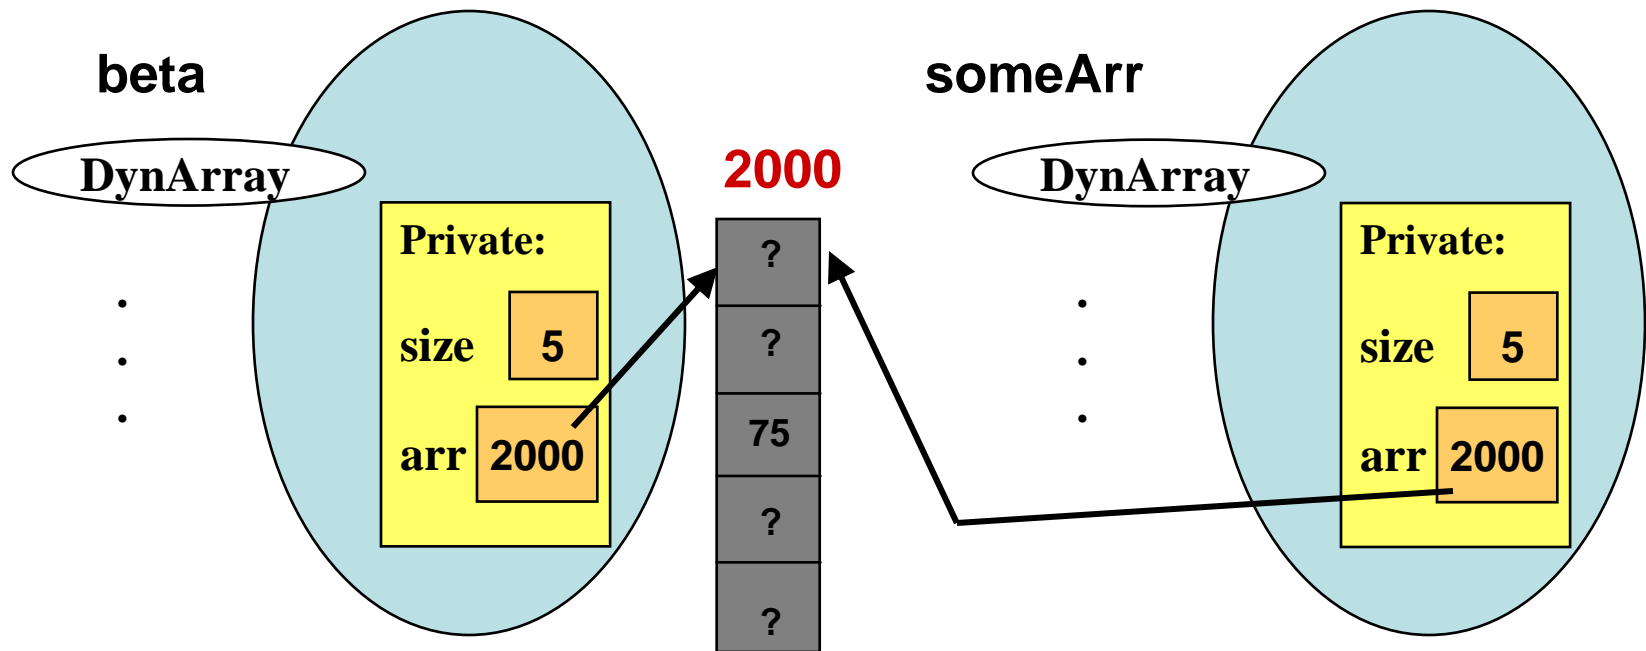 beta
DynArray
Private:
size 5
arr 2000
.
.
.
2000
?
?
75
?
?
someArr
DynArray
Private:
size 5
arr 2000
.
.
.